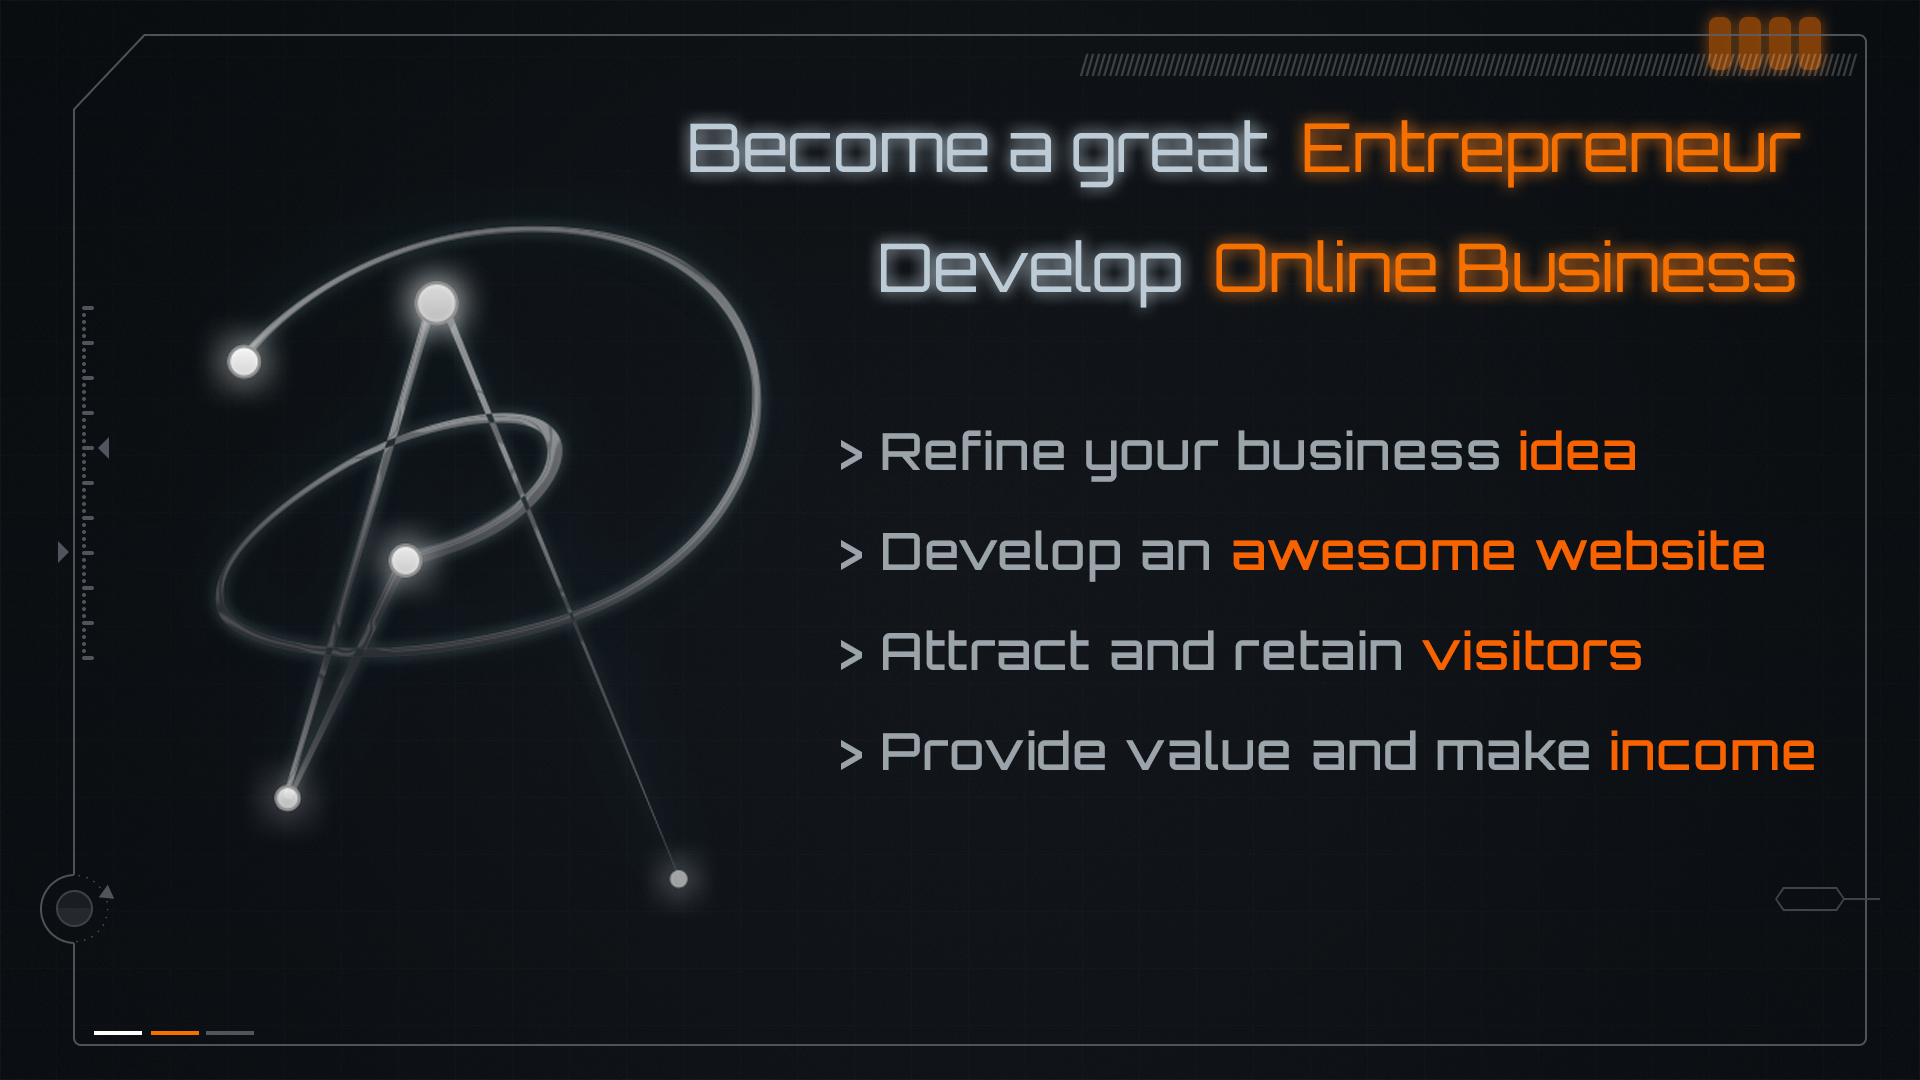 Become a great Entrepreneur
Develop Online Business
> Refine your business idea
> Develop an awesome website
> Attract and retain visitors
> Provide value and make income